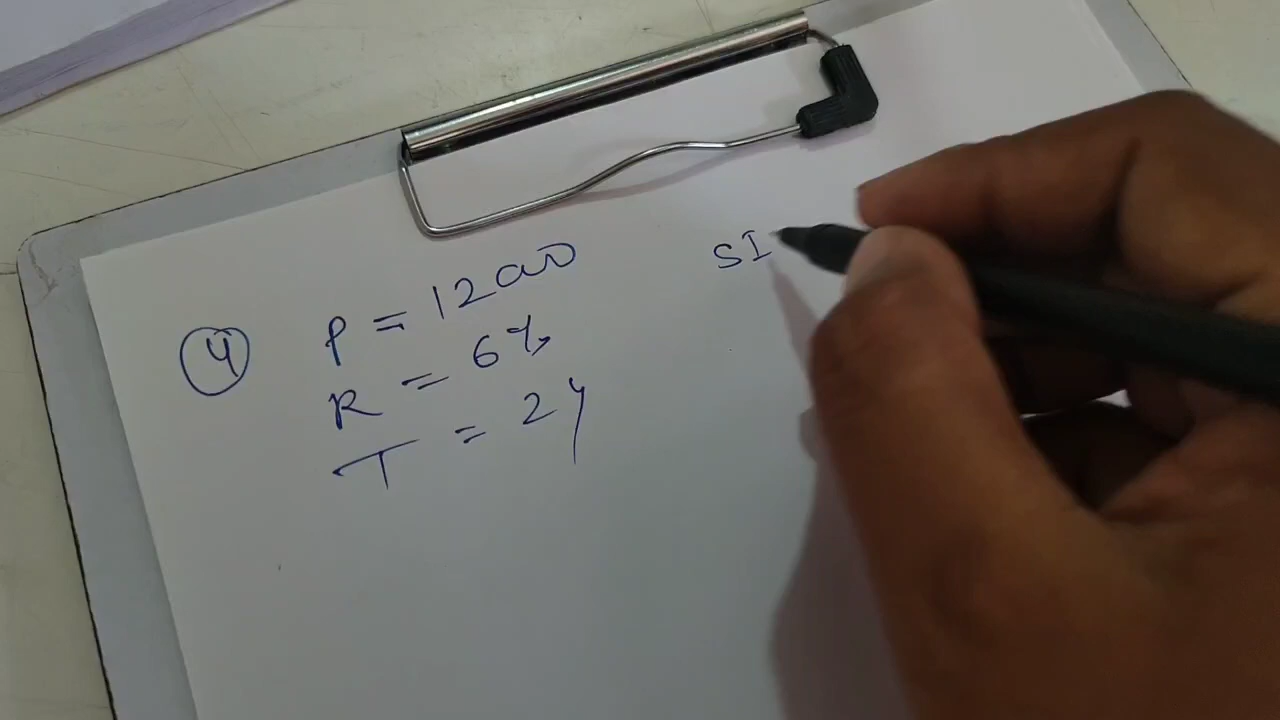 4 P = 1200
SI
R = 6%
T = 2y